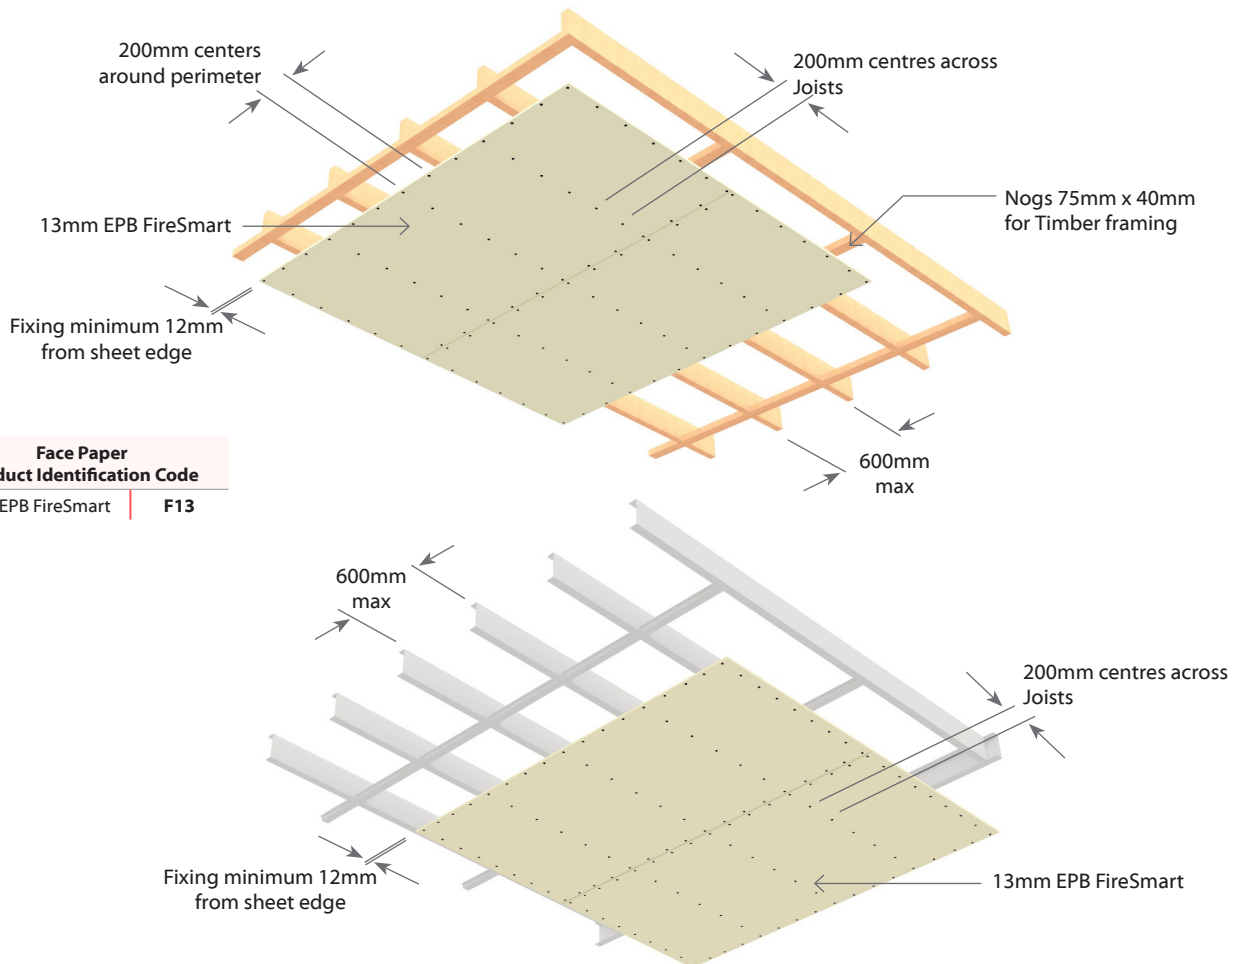 200mm centers
around perimeter
200mm centres across
Joists
13mm EPB FireSmart
Nogs 75mm x 40mm
for Timber framing
Fixing minimum 12mm
from sheet edge
600mm
max
Face Paper
duct Identification Code
EPB FireSmart F13
600mm
max
200mm centres across
Joists
Fixing minimum 12mm
from sheet edge
13mm EPB FireSmart